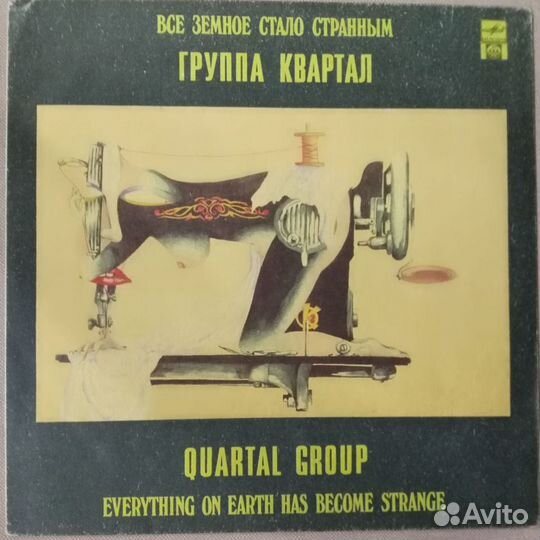 ВСЕ ЗЕМНОЕ СТАЛО СТРАННЫМ
ГРУППА КВАРТАЛ
QUARTAL GROUP
EVERYTHING ON EARTH HAS BECOME STRANGE
Avito